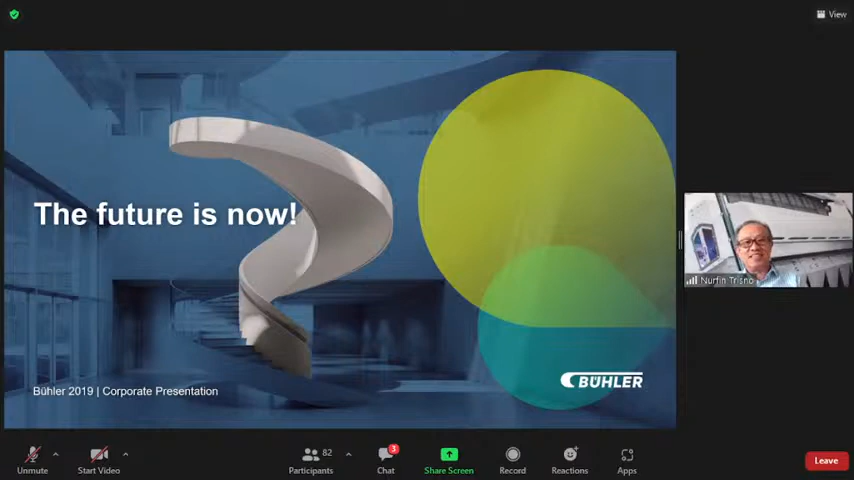 View
The future is now!
Bühler 2019 | Corporate Presentation
BÜHLER
Nurfin Trisno
82
3
Unmute
Start Video
Participants
Chat
Share Screen
Record
Reactions
Apps
Leave